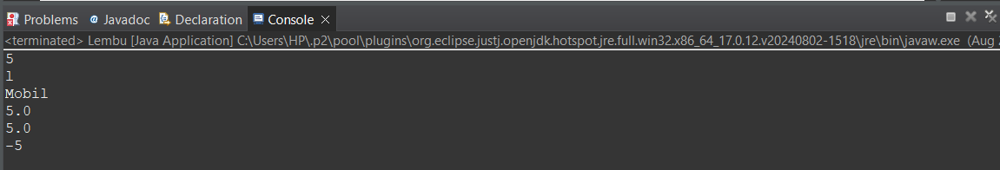 Problems @ Javadoc Declaration Console
<terminated> Lembu [Java Application] C:\Users\HP\.p2\pool\plugins\org.eclipse.justj.openjdk.hotspot.jre.full.win32.x86_64_17.0.12.v20240802-1518\jre\bin\javaw.exe (Aug 2
5
l
Mobil
5.0
5.0
-5